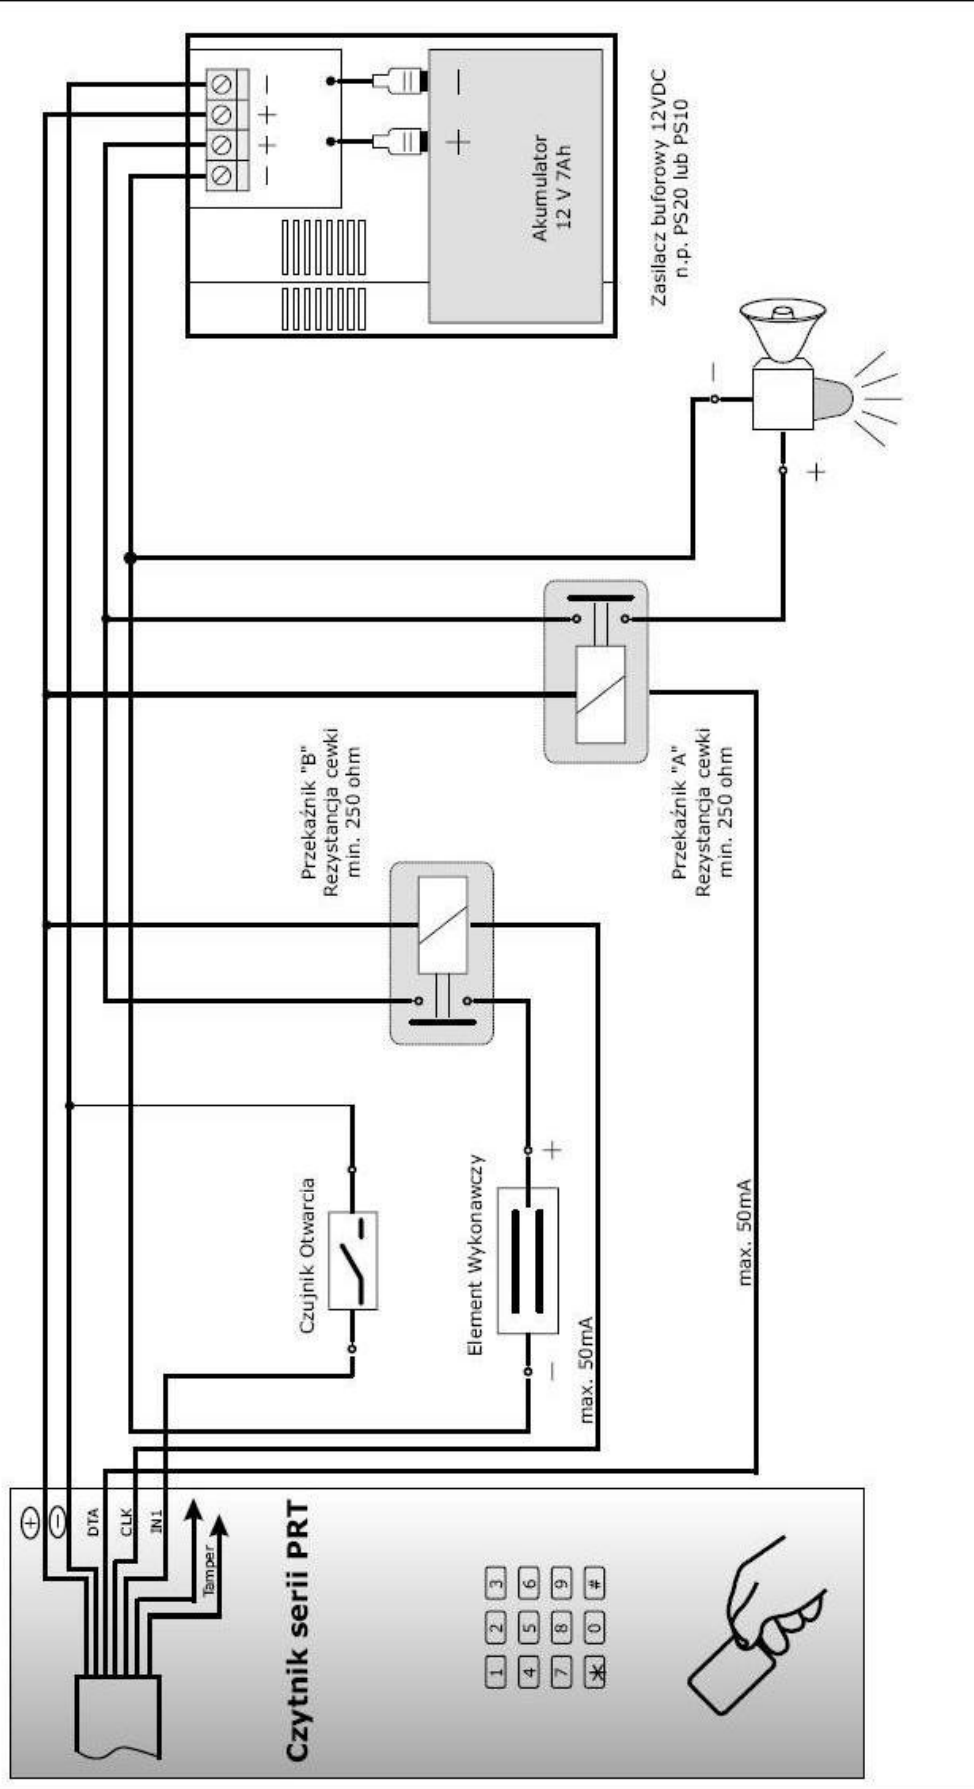 Zasilacz buforowy 12VDC
n.p. PS20 lub PS10
Akumulator
12 V 7Ah
−
+
+
−
−
+
−
+
Przekaźnik "B"
Rezystancja cewki
min. 250 ohm
Przekaźnik "A"
Rezystancja cewki
min. 250 ohm
Czujnik Otwarcia
Element Wykonawczy
+
−
max. 50mA
max. 50mA
+
−
DTA
CLK
IN1
Tamper
Czytnik serii PRT
1 2 3
4 5 6
7 8 9
* 0 #